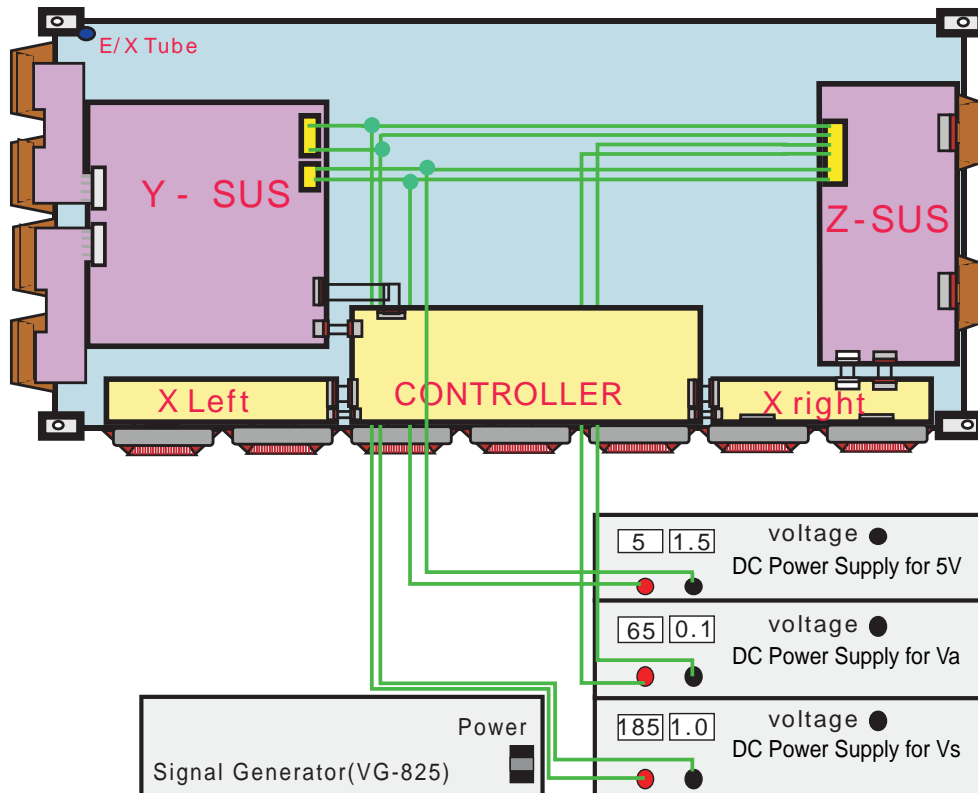 E/X Tube
Y - SUS
Z-SUS
X Left
CONTROLLER
X right
5 1.5 voltage
DC Power Supply for 5V
65 0.1 voltage
DC Power Supply for Va
185 1.0 voltage
DC Power Supply for Vs
Power
Signal Generator(VG-825)